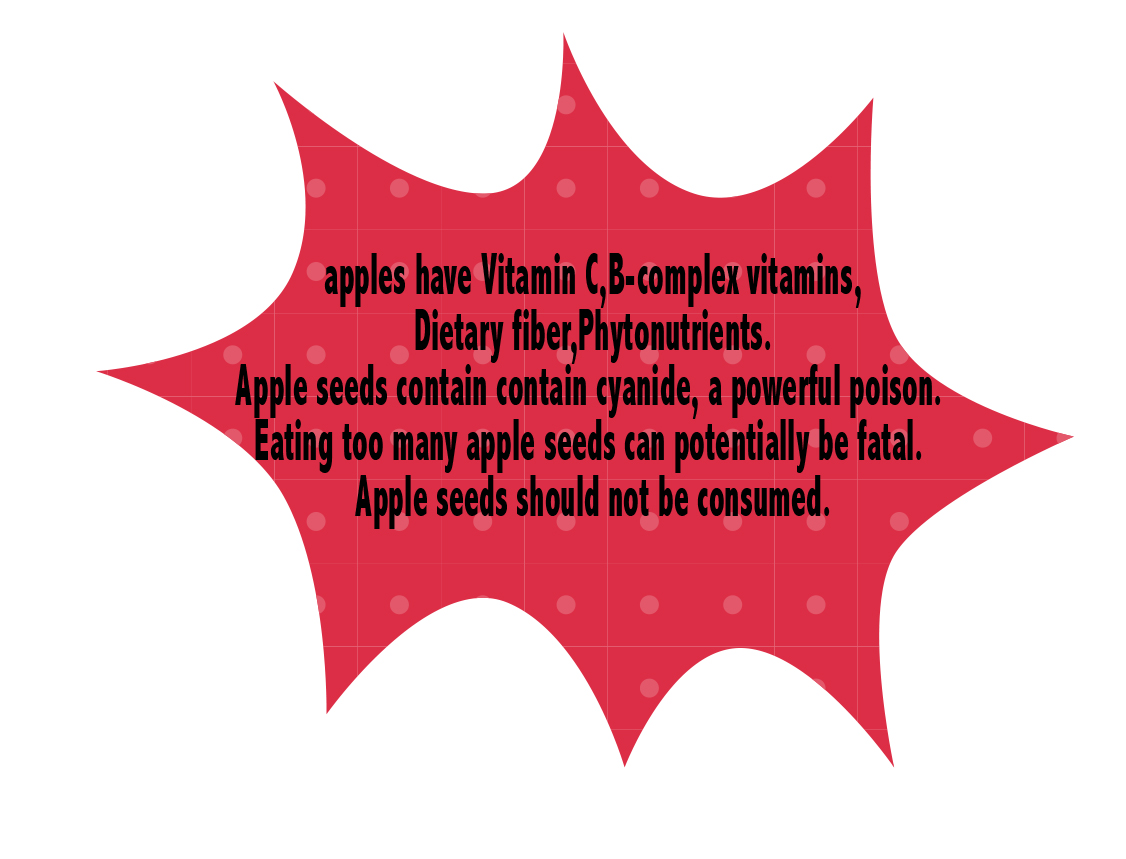 apples have Vitamin C,B-complex vitamins,
Dietary fiber,Phytonutrients.
Apple seeds contain contain cyanide, a powerful poison.
Eating too many apple seeds can potentially be fatal.
Apple seeds should not be consumed.